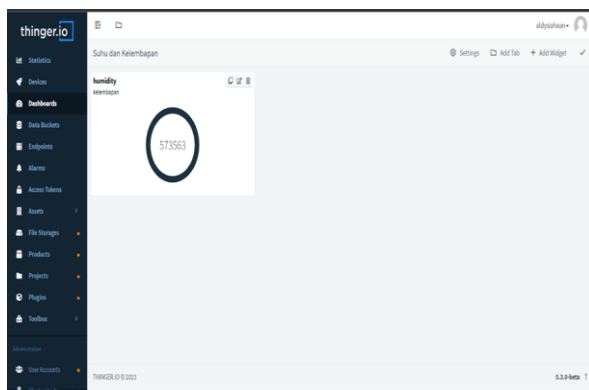 thinger.io
aldysiahaan
Suhu dan Kelembapan
Settings
Add Tab
+ Add Widget
Statistics
Devices
Dashboards
Data Buckets
Endpoints
Alarms
Access Tokens
Assets
File Storages
Products
Projects
Plugins
Toolbox
Administration
User Accounts
humidity
kelembapan
573563
THINGER.IO © 2023
5.3.0-beta